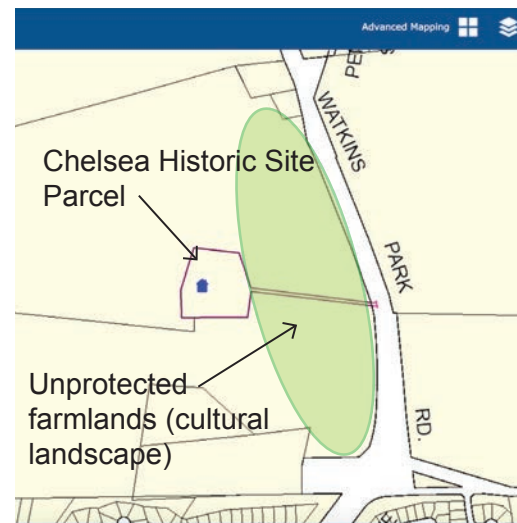 Advanced Mapping
WATKINS
Chelsea Historic Site
Parcel
PARK
Unprotected
farmlands (cultural
landscape)
RD.